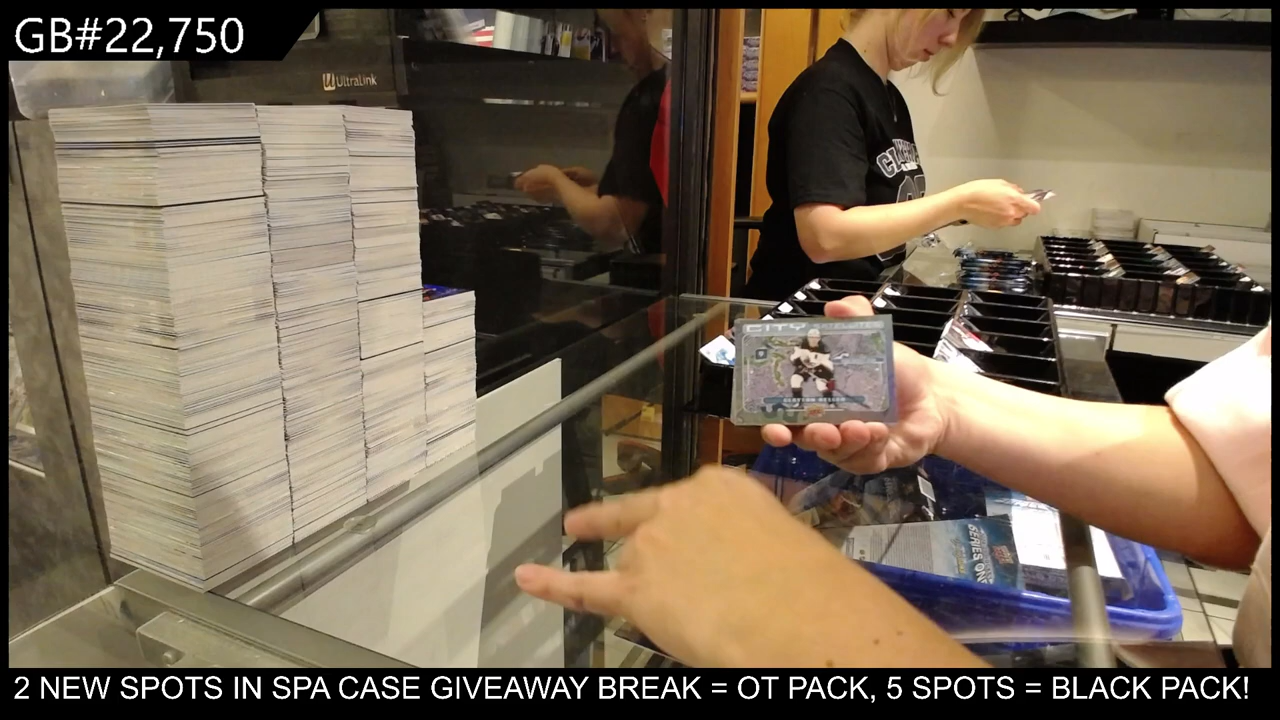 GB#22,750
UltraLink
CITY
CLAYTON KELLER
SERIES ONE
2 NEW SPOTS IN SPA CASE GIVEAWAY BREAK = OT PACK, 5 SPOTS = BLACK PACK!